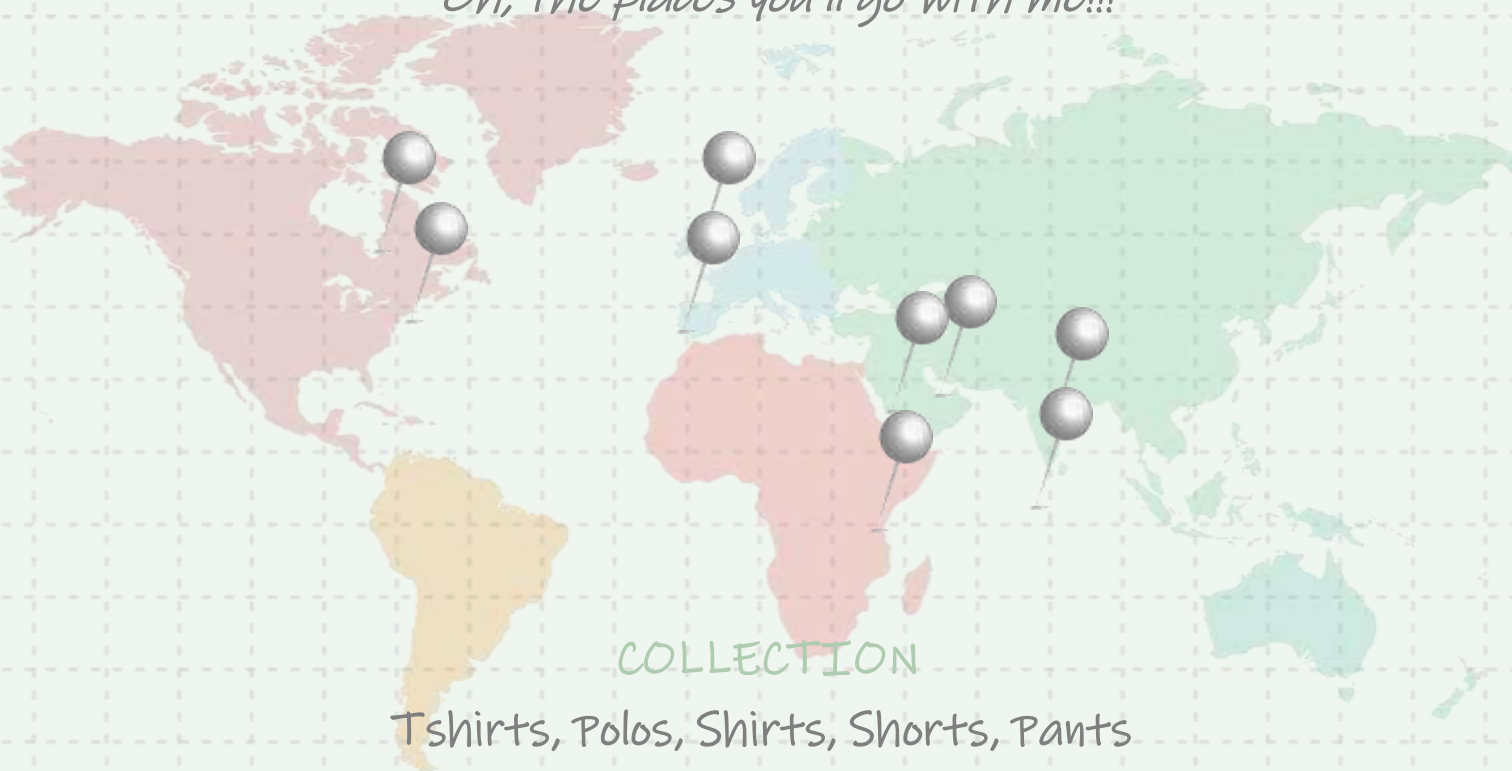 Oh, the places you'll go with me!!!
COLLECTION
Tshirts, Polos, Shirts, Shorts, Pants